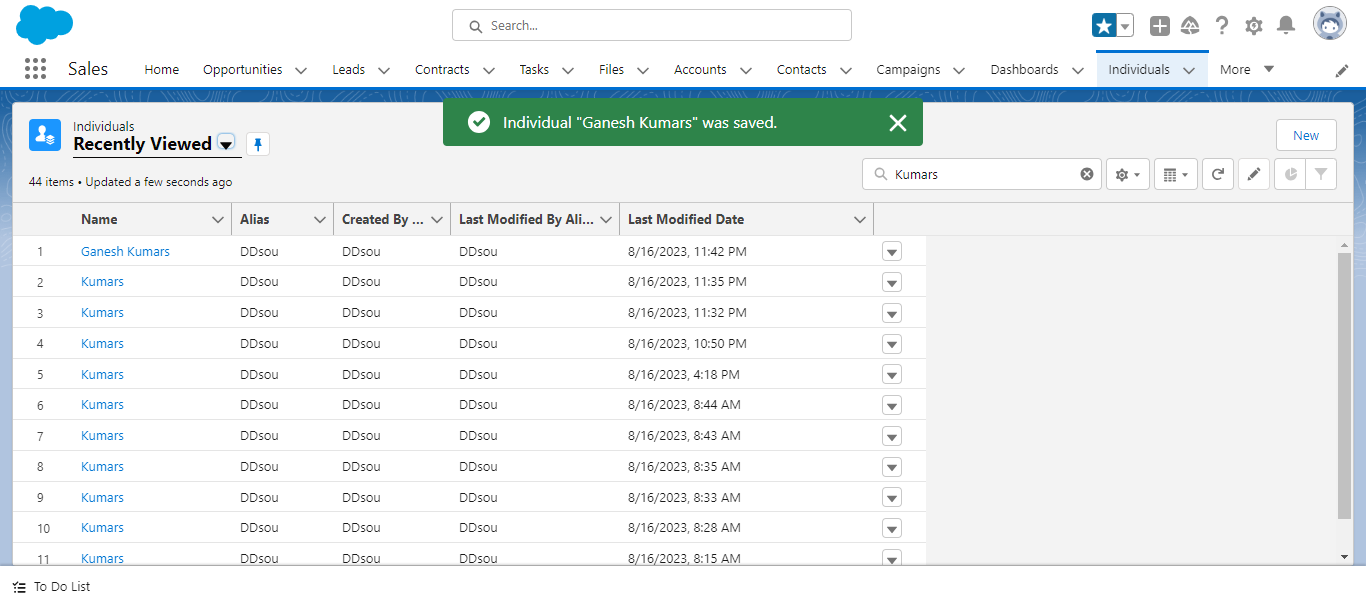 Search...
Sales
Home
Opportunities
Leads
Contracts
Tasks
Files
Accounts
Contacts
Campaigns
Dashboards
Individuals
More
Individual "Ganesh Kumars" was saved.
Individuals
Recently Viewed
New
44 items • Updated a few seconds ago
Kumars
Name Alias Created By ... Last Modified By Ali... Last Modified Date
1 Ganesh Kumars DDsou DDsou DDsou 8/16/2023, 11:42 PM
2 Kumars DDsou DDsou DDsou 8/16/2023, 11:35 PM
3 Kumars DDsou DDsou DDsou 8/16/2023, 11:32 PM
4 Kumars DDsou DDsou DDsou 8/16/2023, 10:50 PM
5 Kumars DDsou DDsou DDsou 8/16/2023, 4:18 PM
6 Kumars DDsou DDsou DDsou 8/16/2023, 8:44 AM
7 Kumars DDsou DDsou DDsou 8/16/2023, 8:43 AM
8 Kumars DDsou DDsou DDsou 8/16/2023, 8:35 AM
9 Kumars DDsou DDsou DDsou 8/16/2023, 8:33 AM
10 Kumars DDsou DDsou DDsou 8/16/2023, 8:28 AM
11 Kumars DDsou DDsou DDsou 8/16/2023, 8:15 AM
To Do List